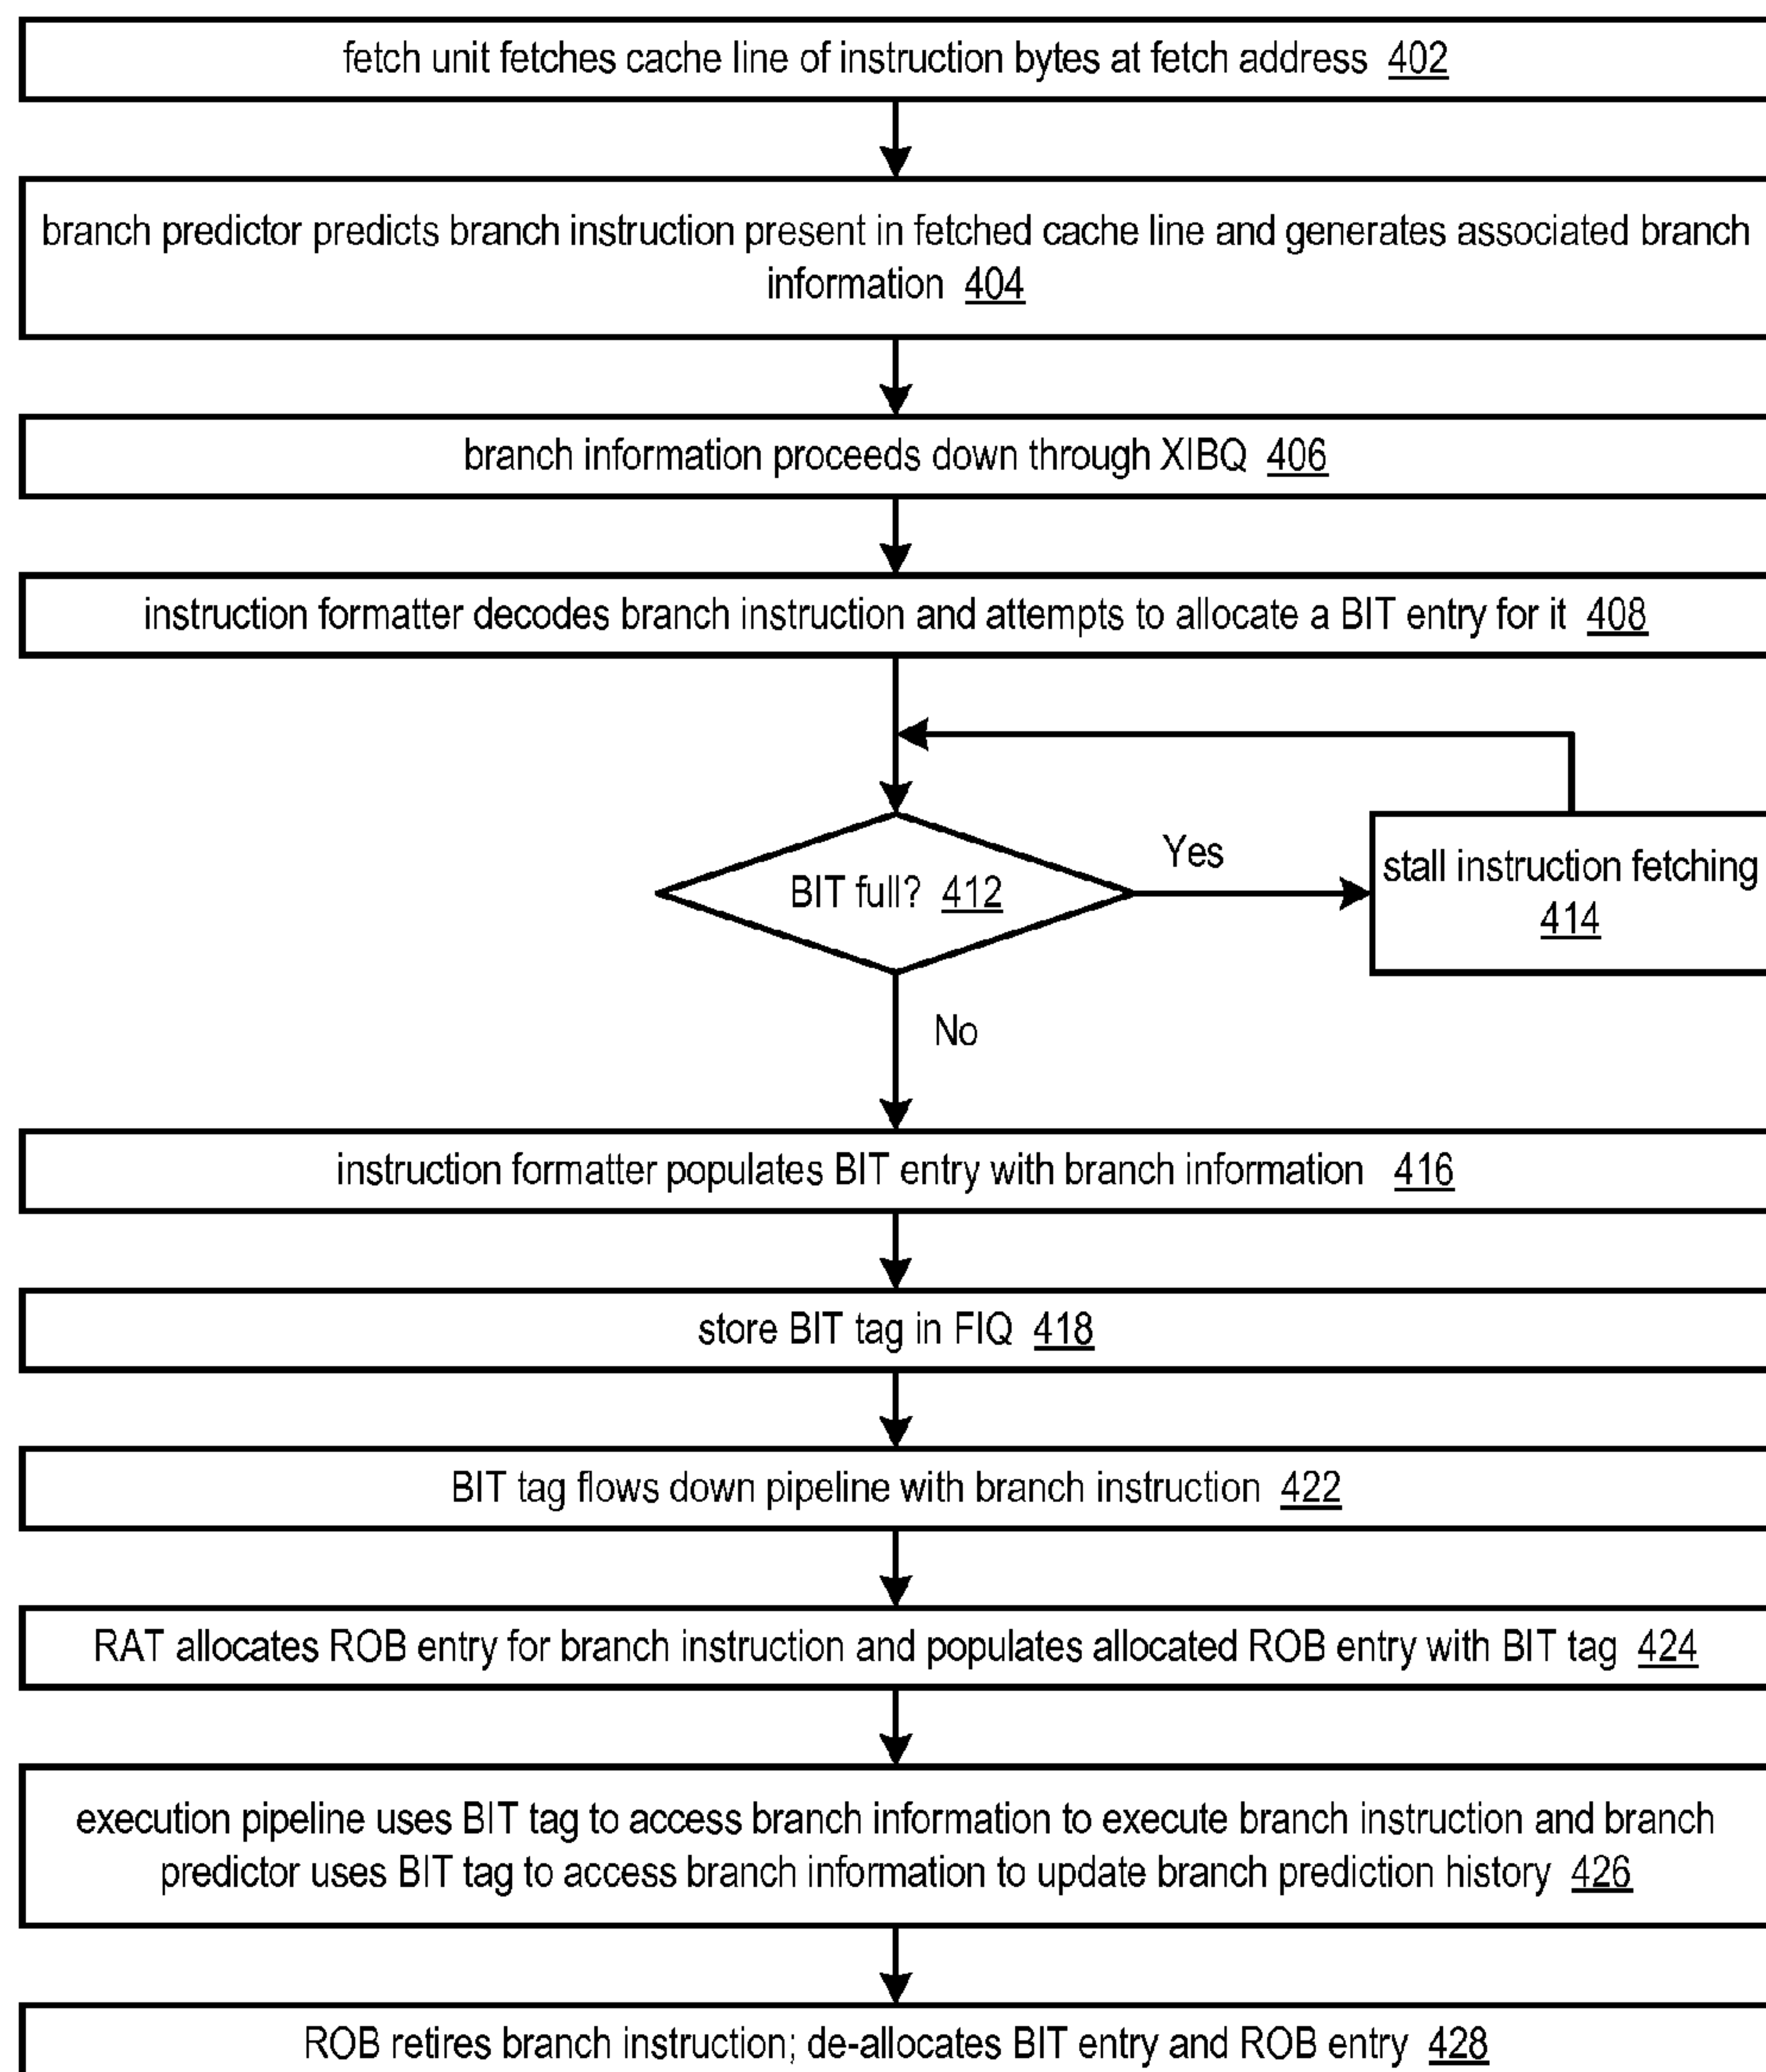 fetch unit fetches cache line of instruction bytes at fetch address 402
branch predictor predicts branch instruction present in fetched cache line and generates associated branch
information 404
branch information proceeds down through XIBQ 406
instruction formatter decodes branch instruction and attempts to allocate a BIT entry for it 408
Yes
stall instruction fetching
BIT full? 412
414
No
instruction formatter populates BIT entry with branch information 416
store BIT tag in FIQ 418
BIT tag flows down pipeline with branch instruction 422
RAT allocates ROB entry for branch instruction and populates allocated ROB entry with BIT tag 424
execution pipeline uses BIT tag to access branch information to execute branch instruction and branch
predictor uses BIT tag to access branch information to update branch prediction history 426
ROB retires branch instruction; de-allocates BIT entry and ROB entry 428